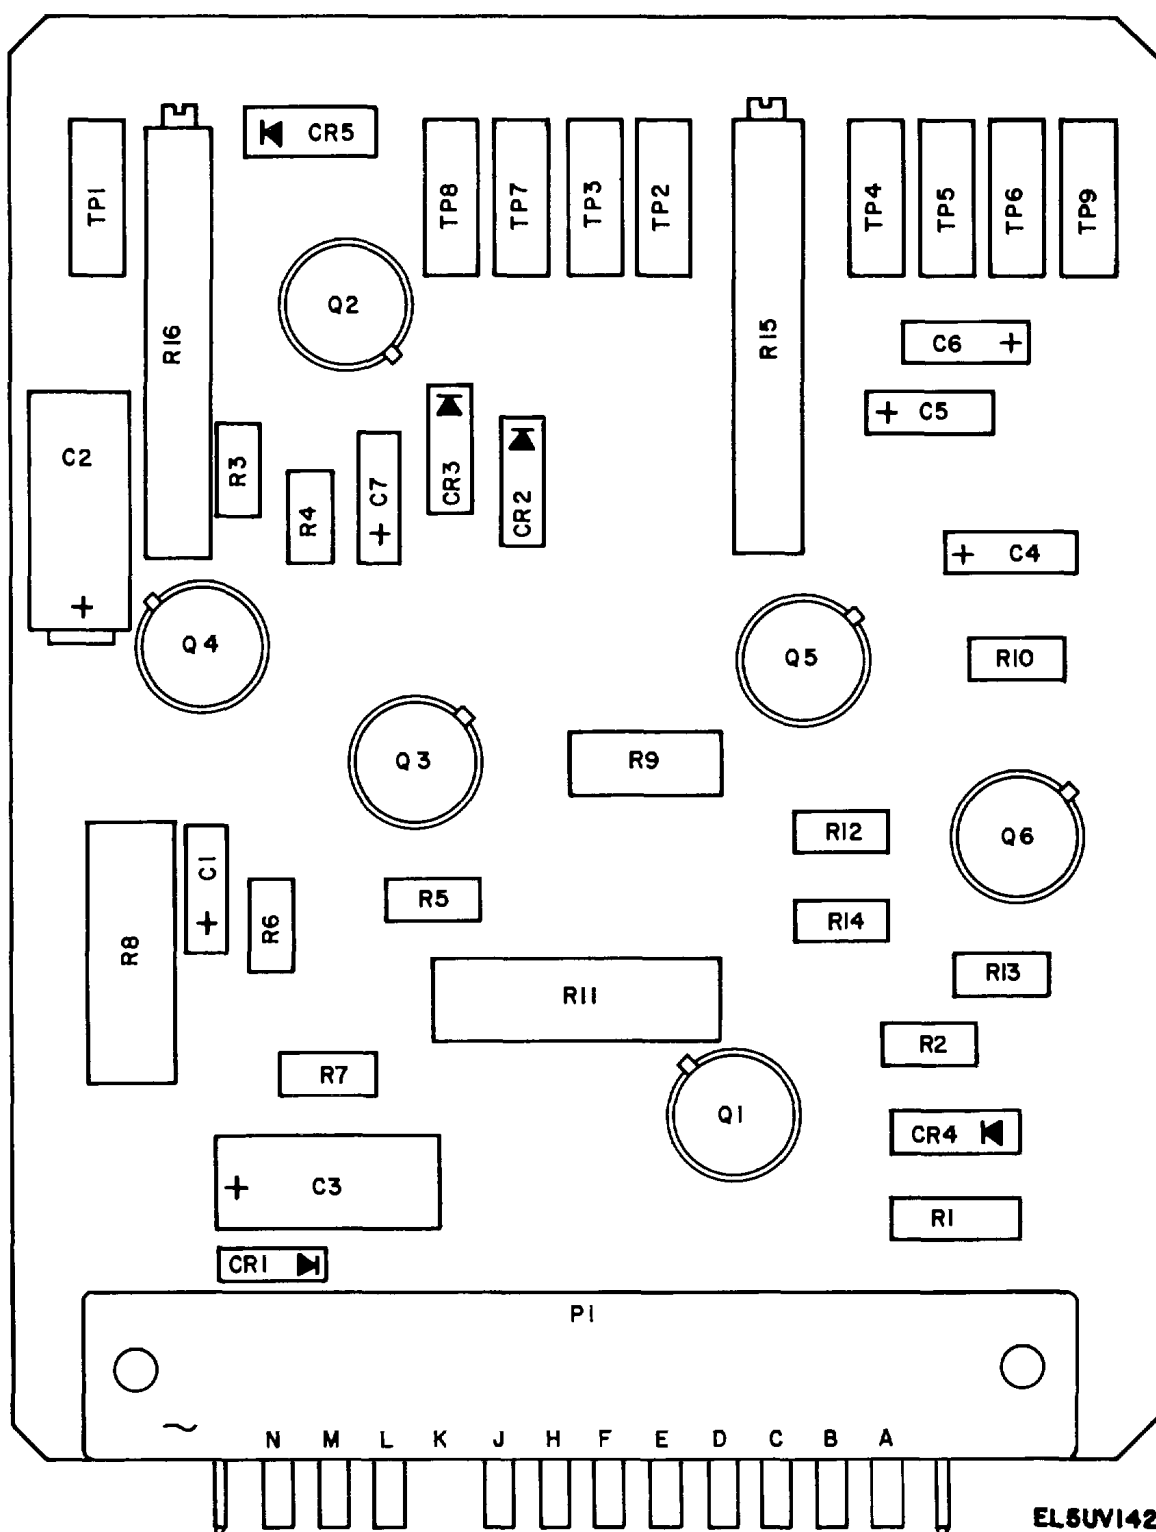 CR5
TP1
TP8
TP7
TP3
TP2
TP4
TP5
TP6
TP9
Q2
R16
R15
C6 +
+ C5
C2
+
R3
R4
C7
+
CR3
CR2
+ C4
Q4
Q5
R10
Q3
R9
R12
Q6
C1
+
R8
R6
R5
R14
R11
R13
R2
R7
Q1
CR4
+ C3
R1
CR1
P1
~
N M L K J H F E D C B A
EL5UV142